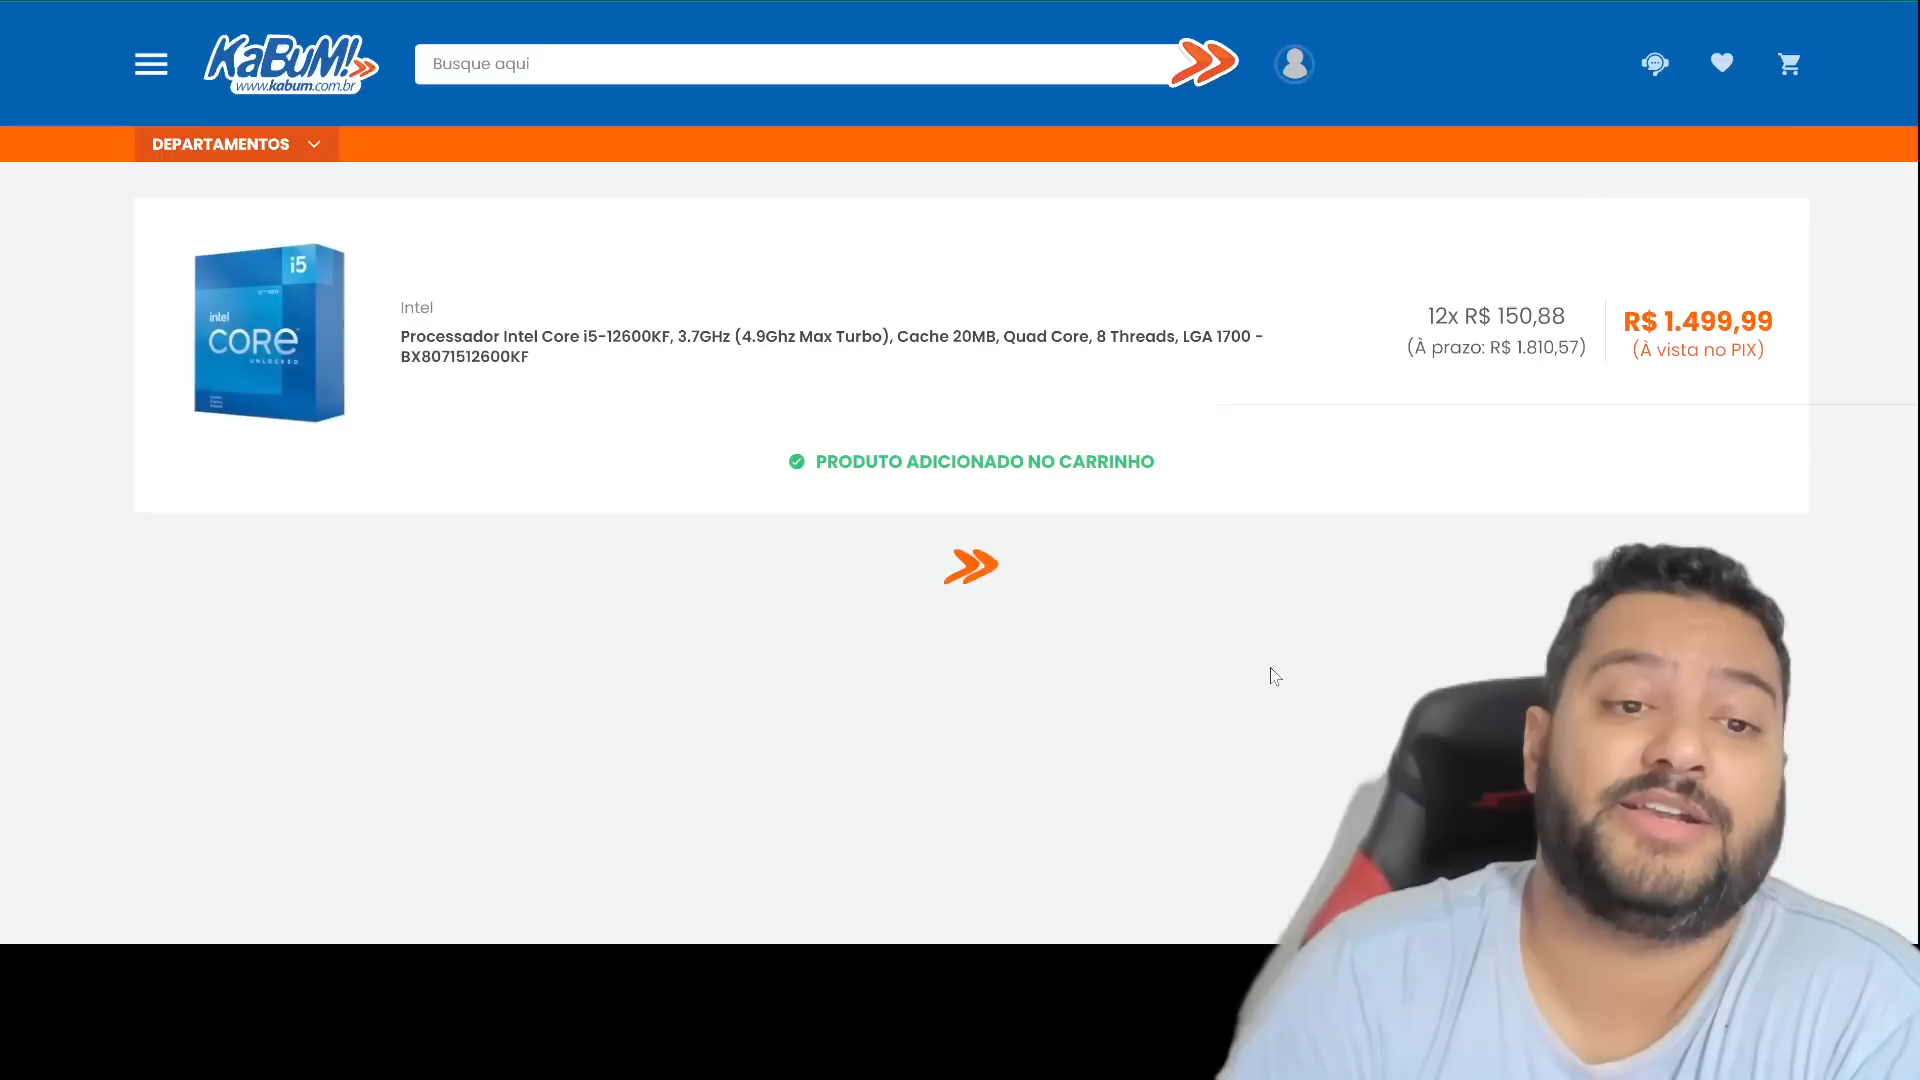 KaBuM!
www.kabum.com.br
Busque aqui
DEPARTAMENTOS
i5
intel
CORE
UNLOCKED
Intel
Processador Intel Core i5-12600KF, 3.7GHz (4.9Ghz Max Turbo), Cache 20MB, Quad Core, 8 Threads, LGA 1700 -
BX8071512600KF
12x R$ 150,88
(À prazo: R$ 1.810,57)
R$ 1.499,99
(À vista no PIX)
PRODUTO ADICIONADO NO CARRINHO